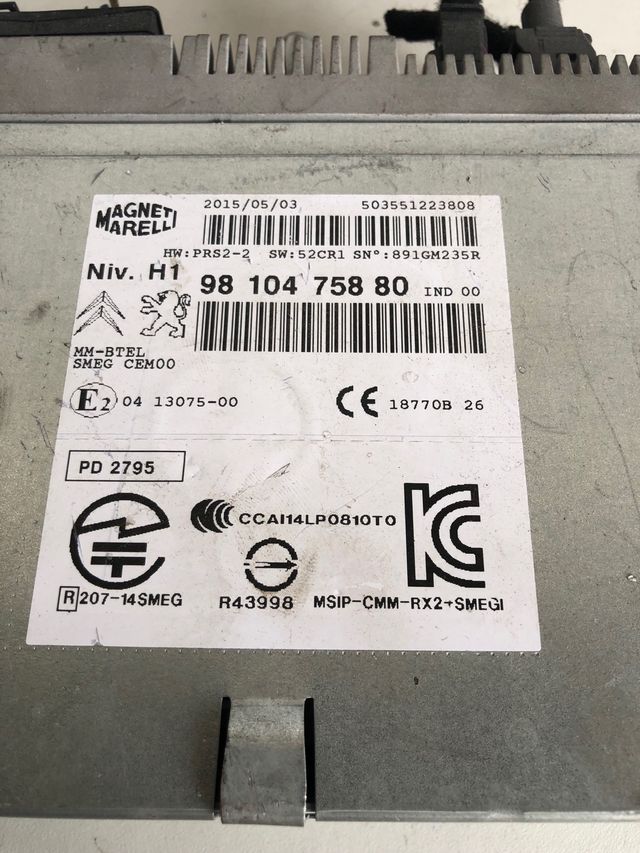 MAGNETI
MARELLI
2015/05/03 503551223808
HW:PRS2-2 SW:52CR1 SN°:891GM235R
Niv. H1 98 104 758 80 IND 00
MM-BTEL
SMEG CEM00
E2 04 13075-00 CE 18770B 26
PD 2795
CCAI14LP0810T0
R 207-14SMEG R43998 MSIP-CMM-RX2-SMEGI